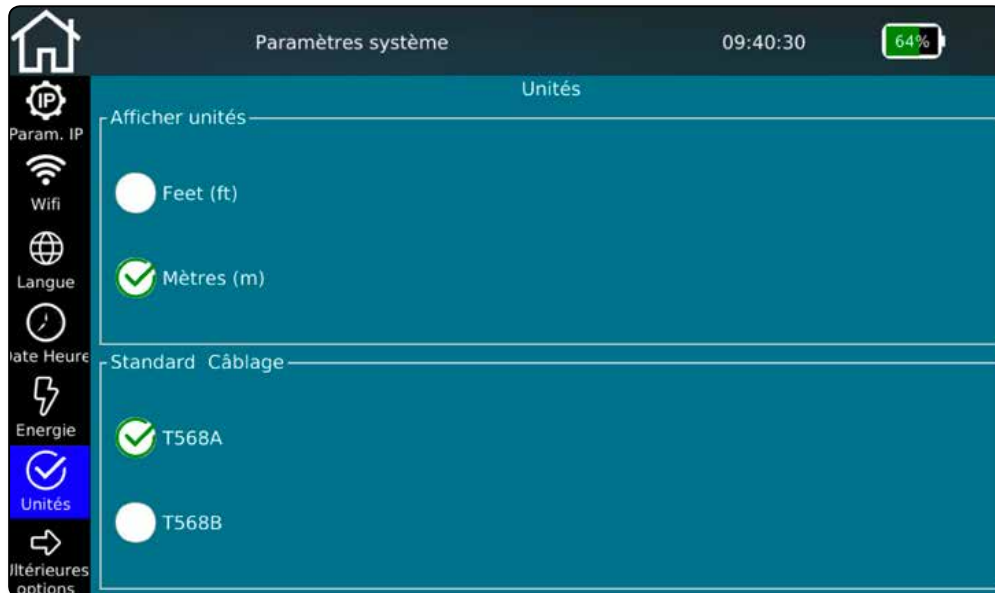 Paramètres système 09:40:30 64%
Unités
IP
Param. IP
Wifi
Langue
ate Heure
Energie
Unités
ltérieures
options
Afficher unités
Feet (ft)
Mètres (m)
Standard Câblage
T568A
T568B